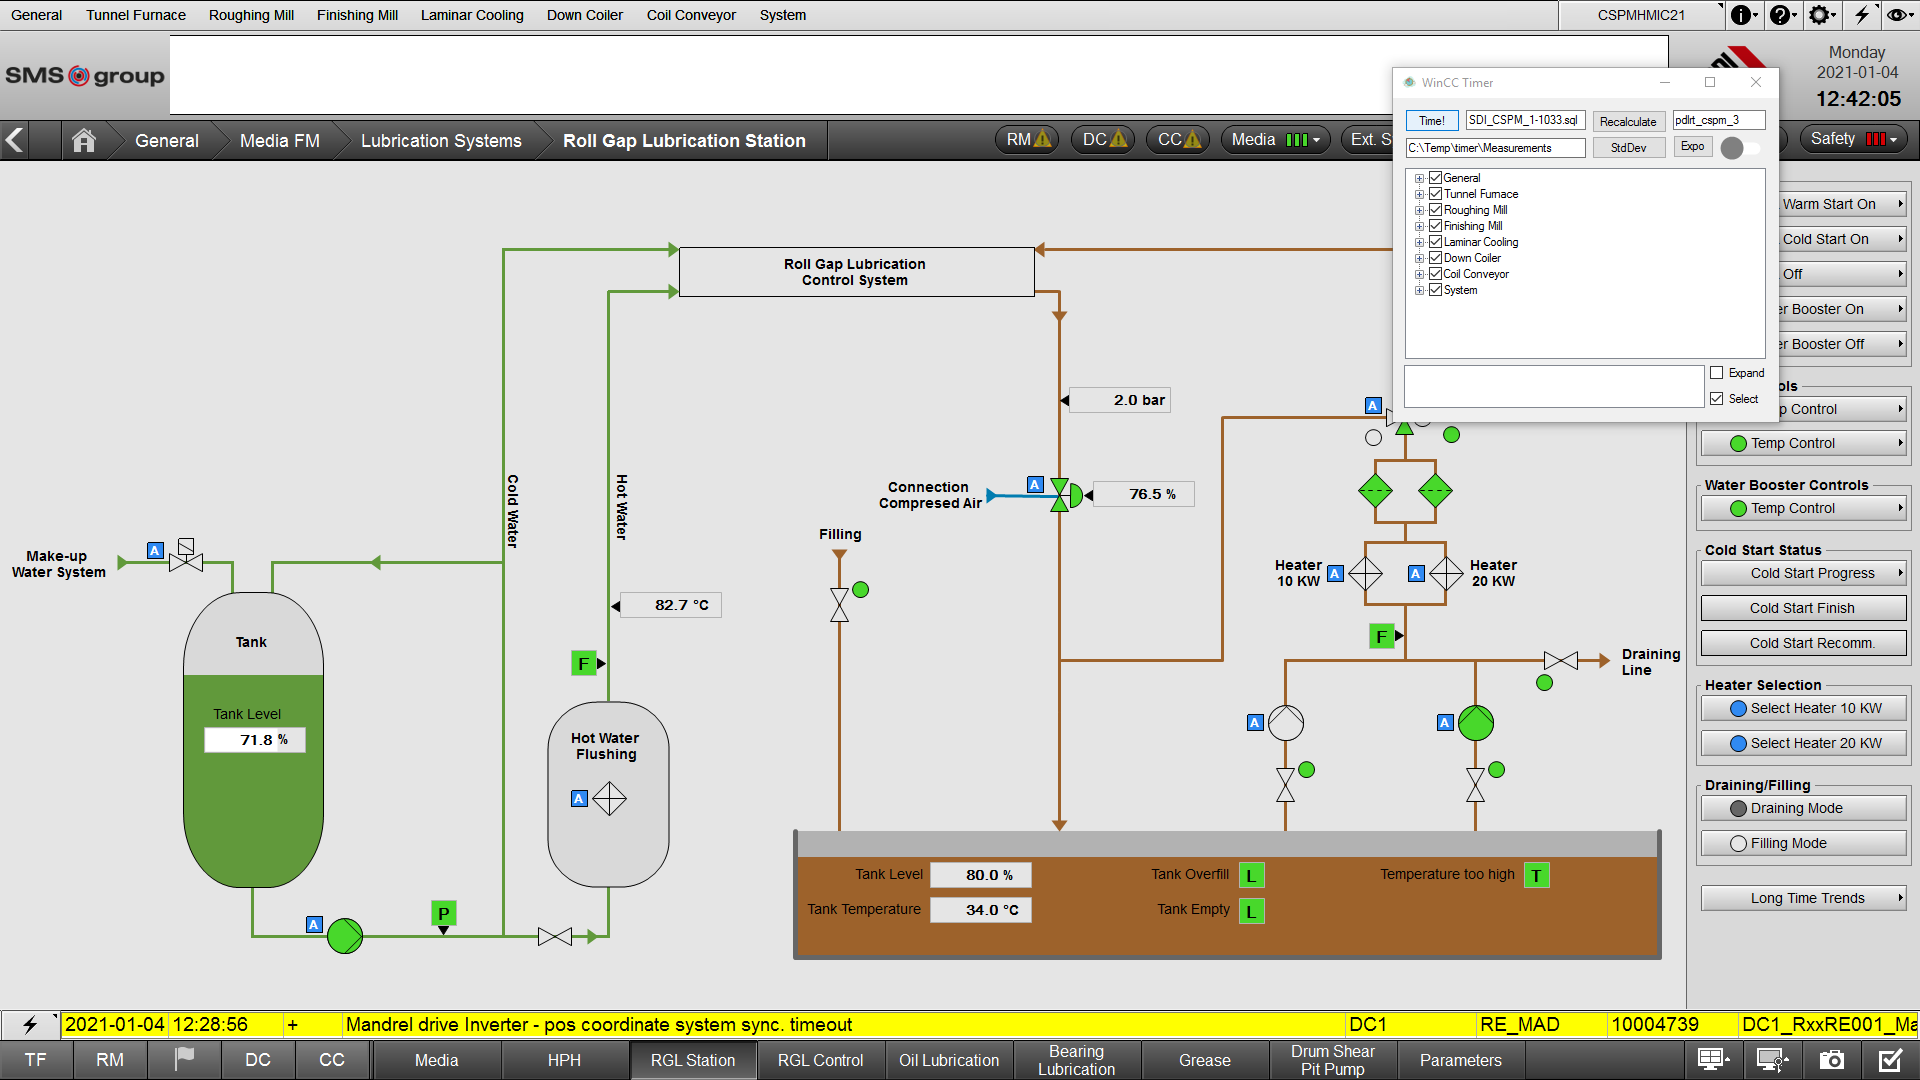 General Tunnel Furnace Roughing Mill Finishing Mill Laminar Cooling Down Coiler Coil Conveyor System CSPMHMIC21
SMS group
Monday
2021-01-04
12:42:05
General Media FM Lubrication Systems Roll Gap Lubrication Station RM DC CC Media Ext. S Safety
WinCC Timer
Time! SDI_CSPM_1-1033.sql Recalculate pdlrt_cspm_3
C:\Temp\timer\Measurements StdDev Expo
General
Tunnel Furnace
Roughing Mill
Finishing Mill
Laminar Cooling
Down Coiler
Coil Conveyor
System
Expand
Select
Warm Start On
Cold Start On
Off
er Booster On
er Booster Off
ols
p Control
Temp Control
Water Booster Controls
Temp Control
Cold Start Status
Cold Start Progress
Cold Start Finish
Cold Start Recomm.
Heater Selection
Select Heater 10 KW
Select Heater 20 KW
Draining/Filling
Draining Mode
Filling Mode
Long Time Trends
Roll Gap Lubrication
Control System
2.0 bar
A
Cold Water
Hot Water
Connection
Compresed Air
A
76.5 %
Filling
Make-up
Water System
A
82.7 °C
Heater
10 KW
A
A
Heater
20 KW
Tank
F
F
Draining
Line
Tank Level
71.8 %
Hot Water
Flushing
A
A
A
A
P
Tank Level 80.0 %
Tank Temperature 34.0 °C
Tank Overfill L
Tank Empty L
Temperature too high T
2021-01-04 12:28:56 + Mandrel drive Inverter - pos coordinate system sync. timeout DC1 RE_MAD 10004739 DC1_RxxRE001_Ma
TF RM DC CC Media HPH RGL Station RGL Control Oil Lubrication Bearing Lubrication Grease Drum Shear Pit Pump Parameters